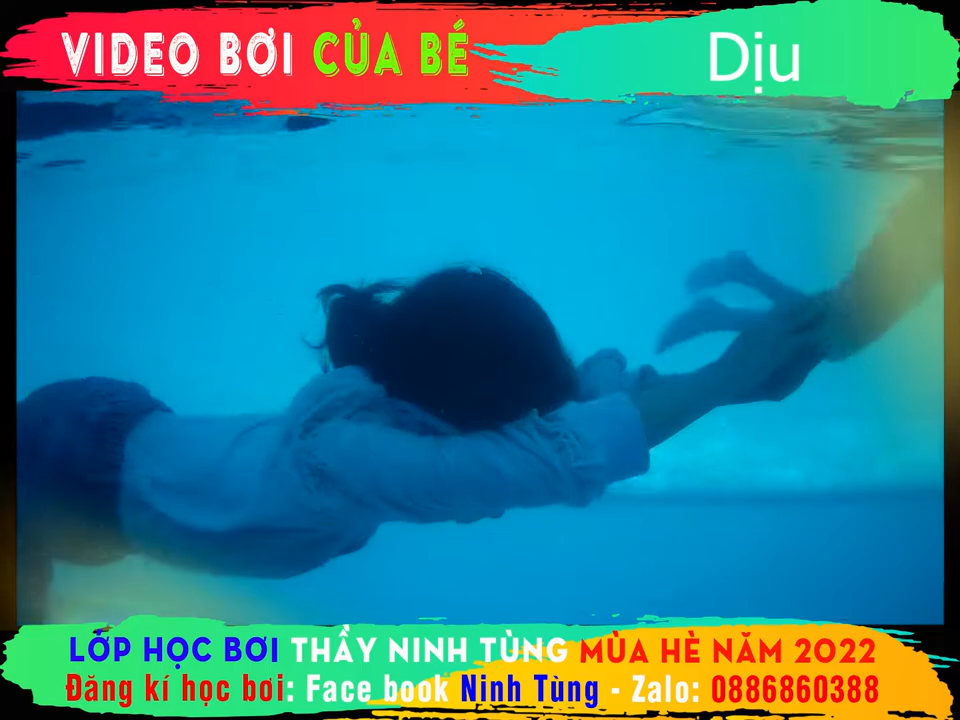 VIDEO BƠI CỦA BÉ
Dịu
LỚP HỌC BƠI THẦY NINH TÙNG MÙA HÈ NĂM 2022
Đăng kí học bơi: Face book Ninh Tùng - Zalo: 0886860388